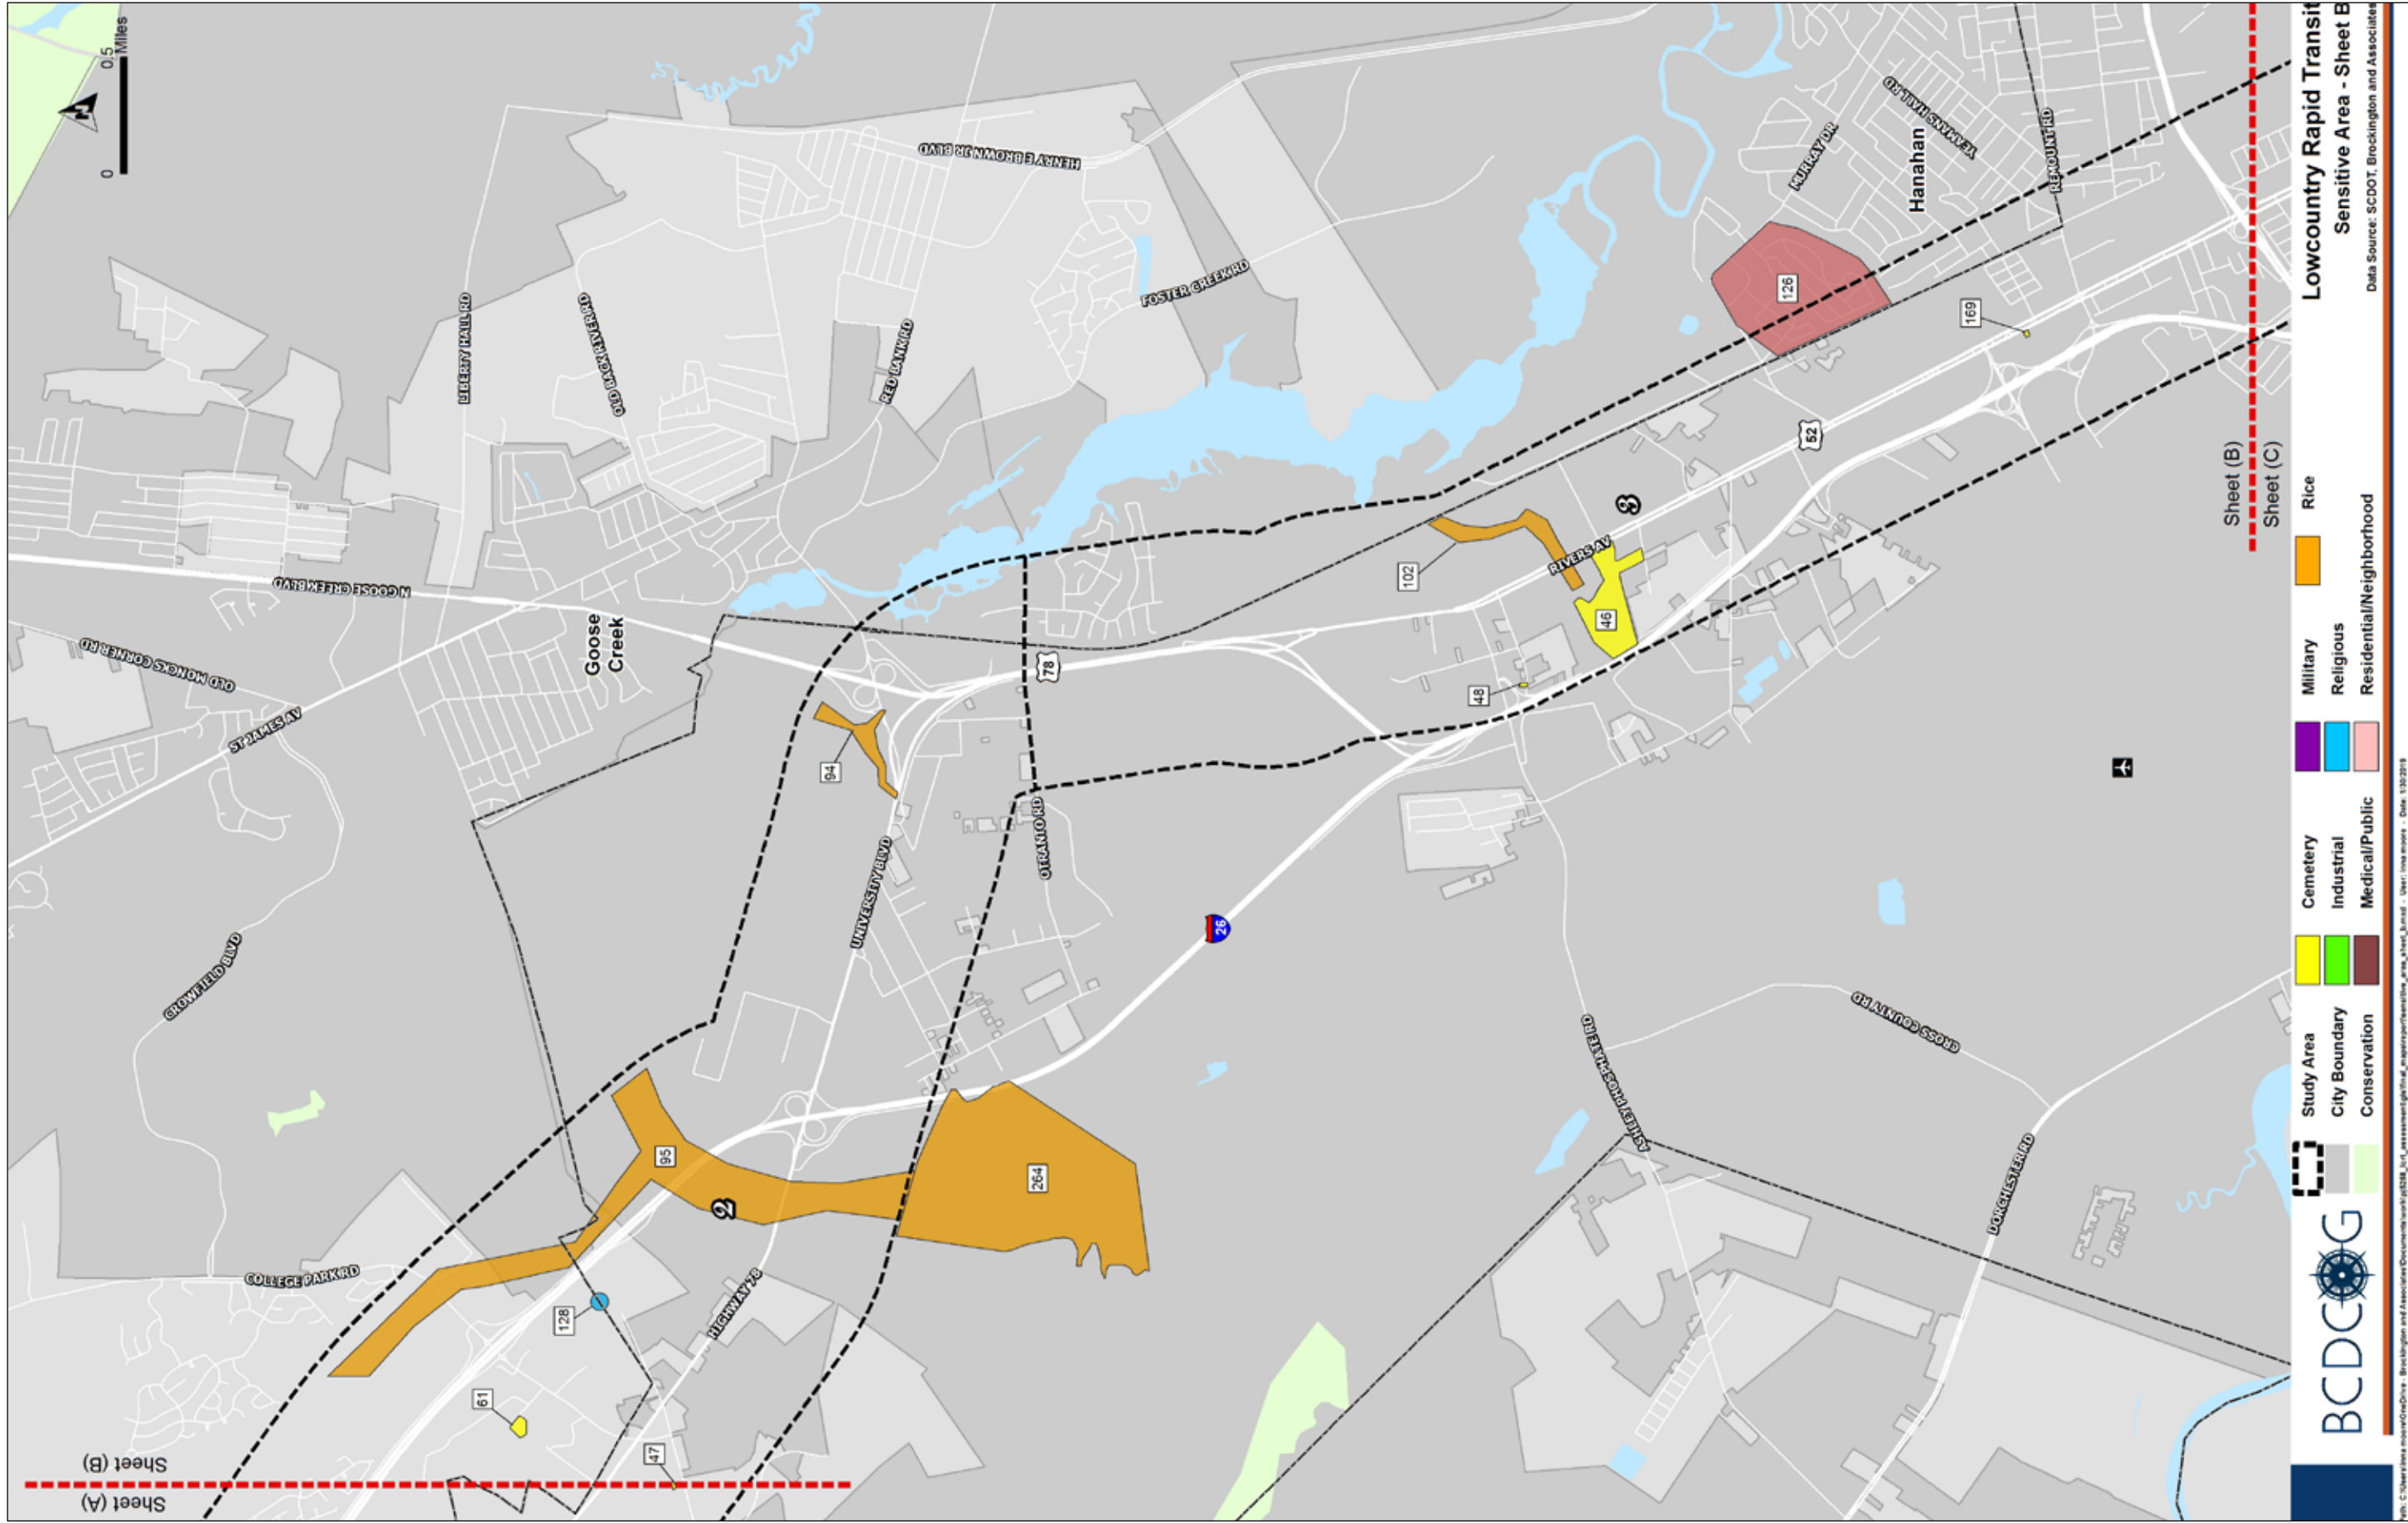 0 0.5
Miles
N
LIBERTY HALL RD
OLD BACK RIVER RD
HENRY E BROWN JR BLVD
RED BANK RD
FOSTER CREEK RD
N GOOSE CREEK BLVD
OLD MONCKS CORNER RD
ST JAMES AV
Goose
Creek
CROWFIELD BLVD
COLLEGE PARK RD
UNIVERSITY BLVD
OTRANTO RD
HIGHWAY 78
RIVERS AV
MURRAY DR
YEAMANS HALL RD
Hanahan
REMOUNT RD
ASHLEY PHOSPHATE RD
CROSS COUNTY RD
DORCHESTER RD
78
52
26
2
3
126
169
102
46
48
94
95
264
128
61
47
Sheet (B)
Sheet (A)
Sheet (B)
Sheet (C)
BCDCOG
Study Area
City Boundary
Conservation
Cemetery
Industrial
Medical/Public
Military
Religious
Residential/Neighborhood
Rice
Lowcountry Rapid Transit
Sensitive Area - Sheet B
Data Source: SCDOT, Brockington and Associates